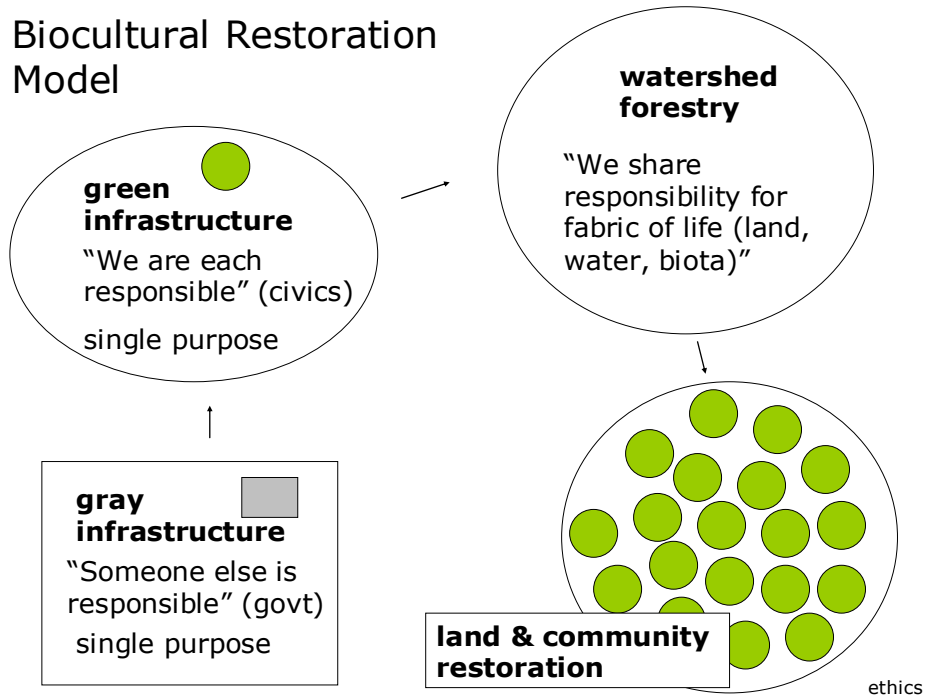 Biocultural Restoration
Model
green
infrastructure
“We are each
responsible” (civics)
single purpose
watershed
forestry
“We share
responsibility for
fabric of life (land,
water, biota)”
gray
infrastructure
“Someone else is
responsible” (govt)
single purpose
land & community
restoration
ethics